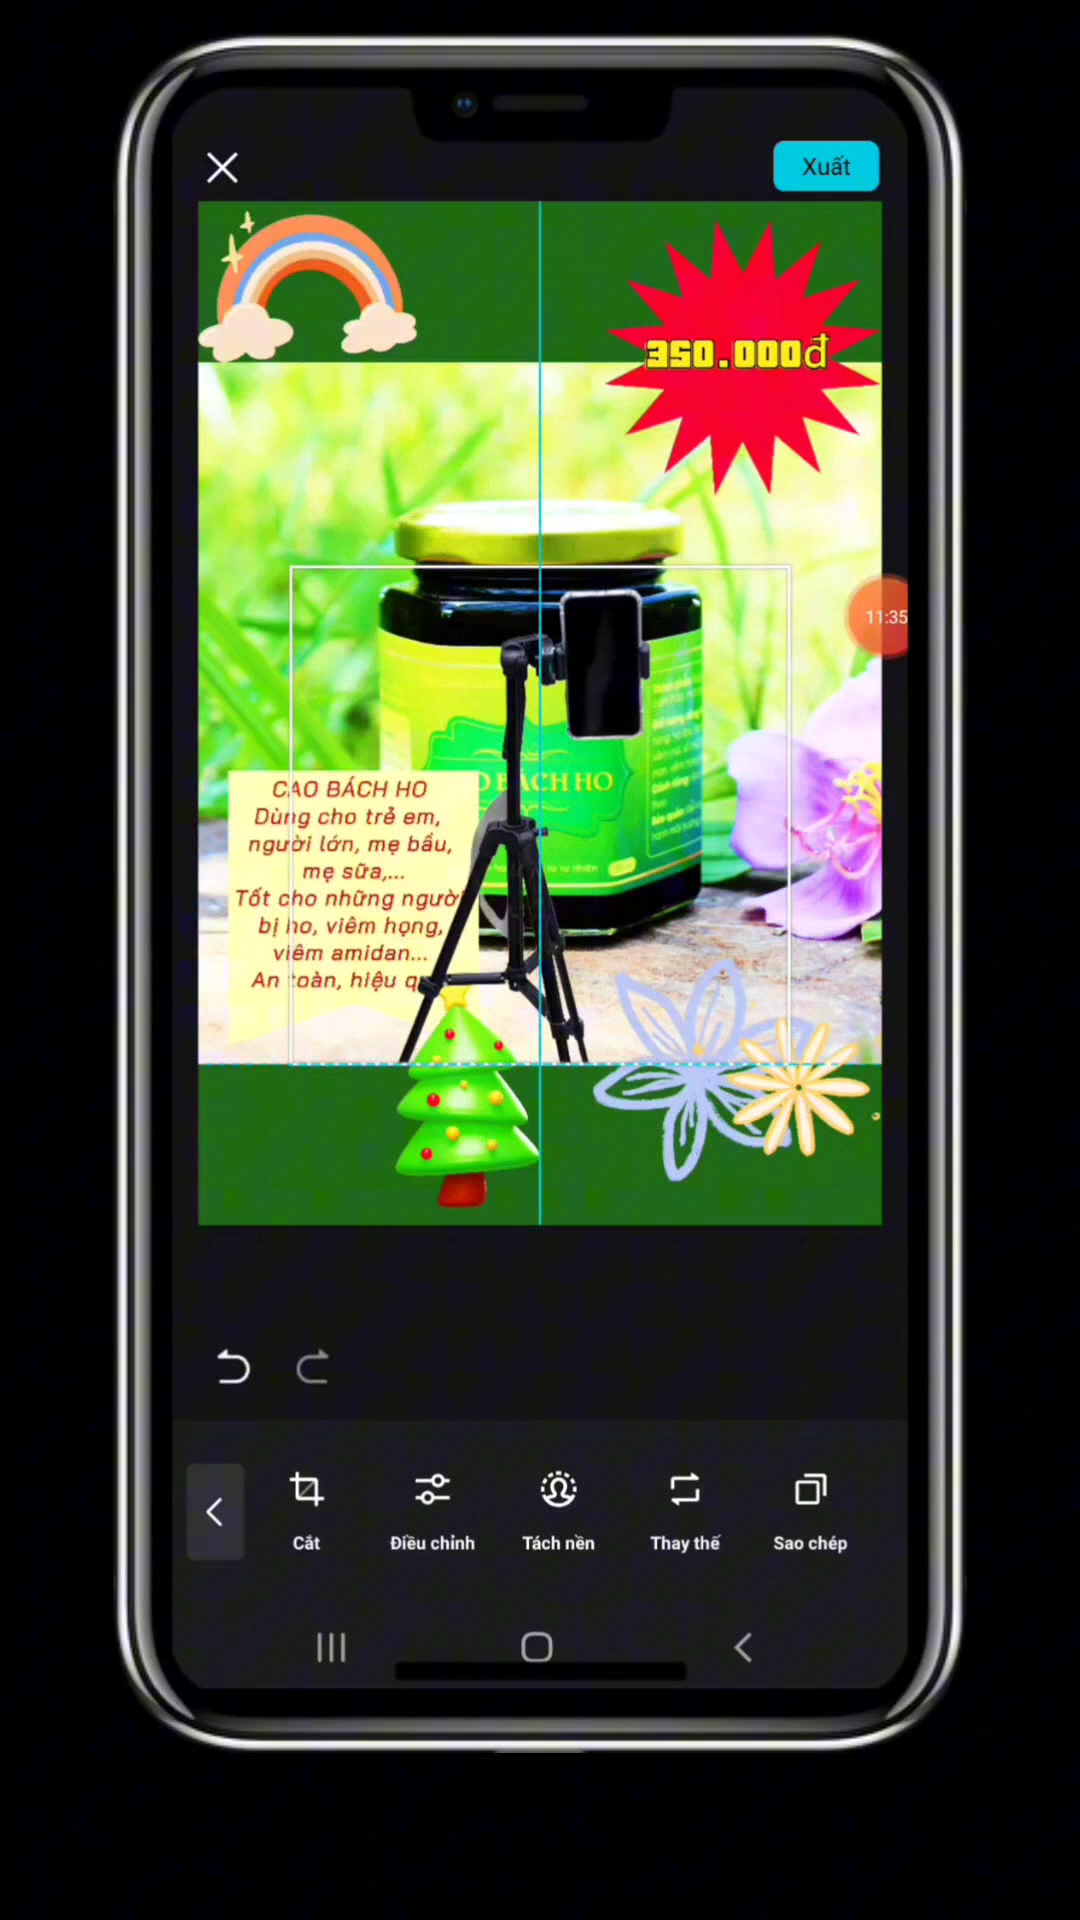 Xuất
350.000đ
11:35
BÁCH HO
CAO BÁCH HO
Dùng cho trẻ em,
người lớn, mẹ bầu,
mẹ sữa,...
Tốt cho những người
bị ho, viêm họng,
viêm amidan...
An toàn, hiệu
Cắt
Điều chỉnh
Tách nền
Thay thế
Sao chép